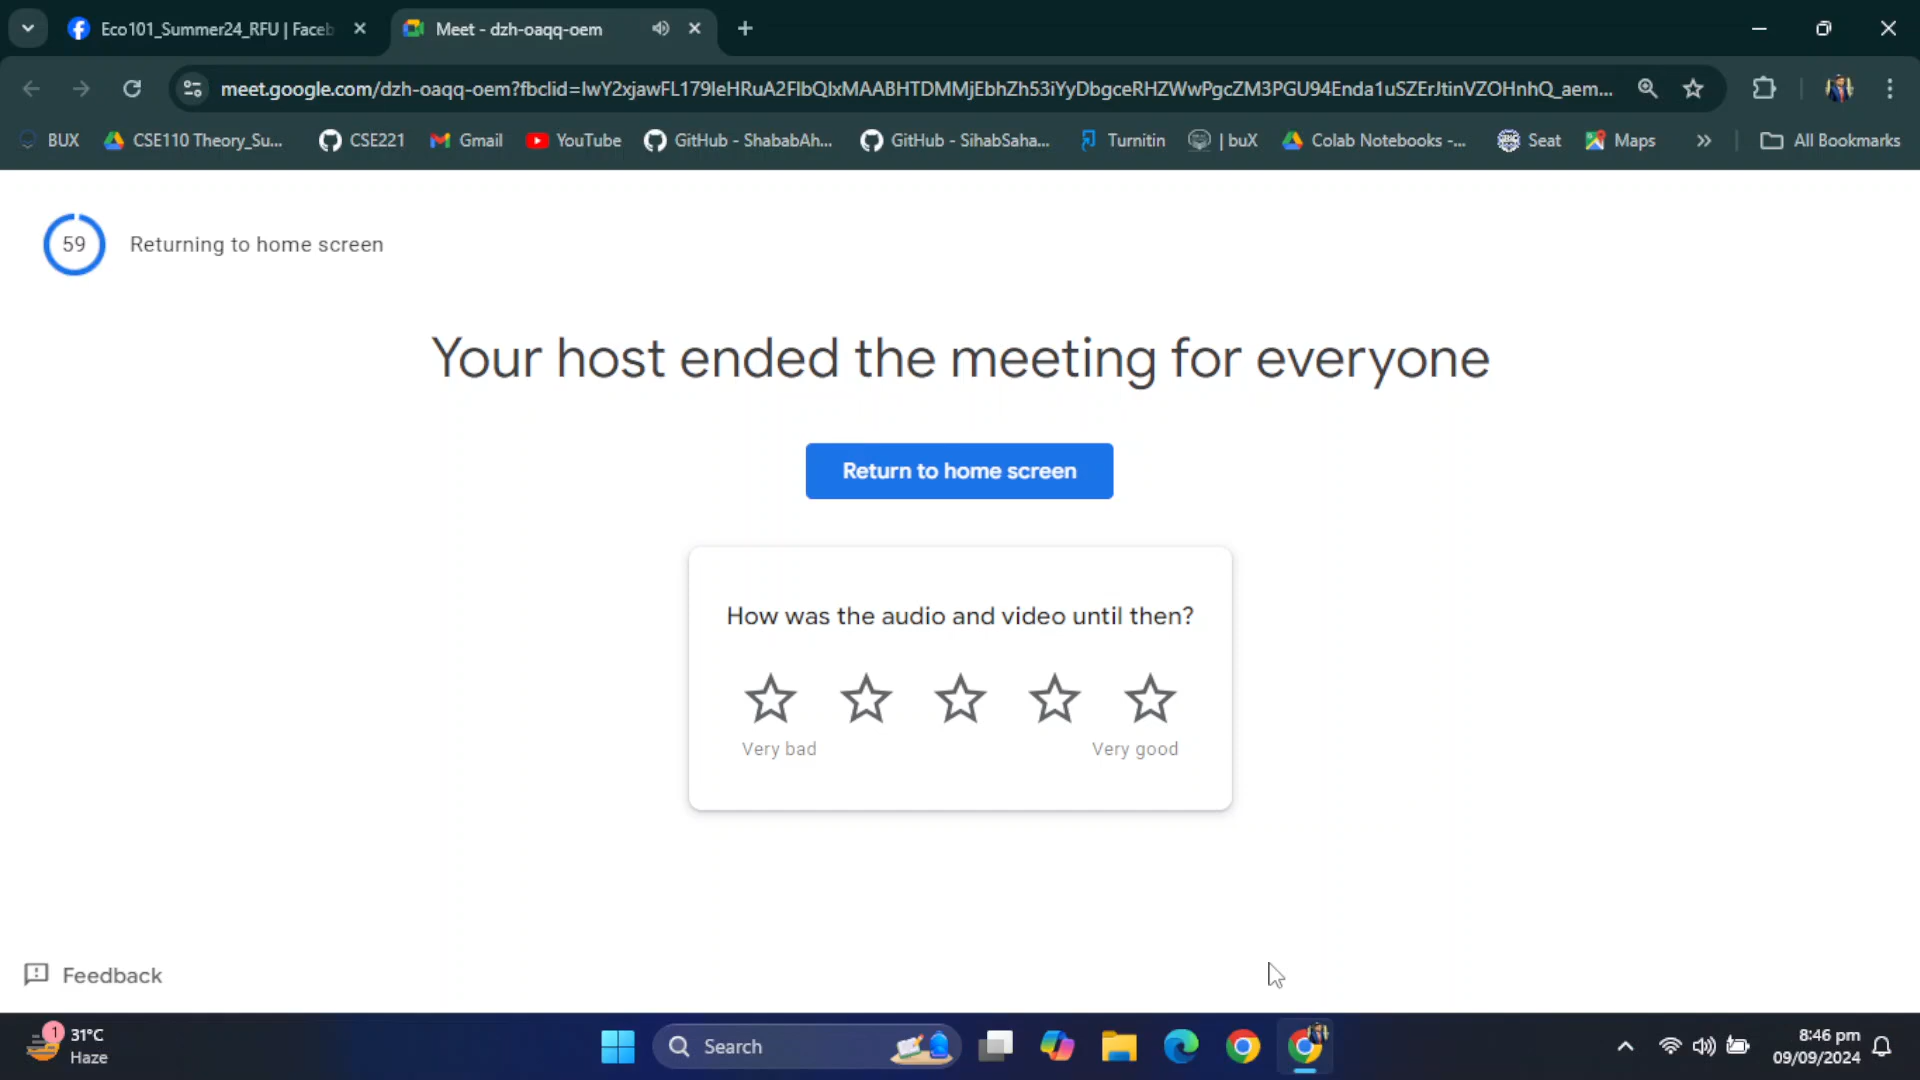 Eco101_Summer24_RFU | Faceb
Meet - dzh-oaqq-oem
meet.google.com/dzh-oaqq-oem?fbclid=IwY2xjawFL179leHRuA2FlbQIxMAABHTDMMjEbhZh53iYyDbgceRHZWwPgcZM3PGU94Enda1uSZErJtinVZOHnhQ_aem...
BUX
CSE110 Theory_Su...
CSE221
Gmail
YouTube
GitHub - ShababAh...
GitHub - SihabSaha...
Turnitin
| buX
Colab Notebooks -...
Seat
Maps
All Bookmarks
59
Returning to home screen
Your host ended the meeting for everyone
Return to home screen
How was the audio and video until then?
Very bad
Very good
Feedback
1
31°C
Haze
Search
8:46 pm
09/09/2024